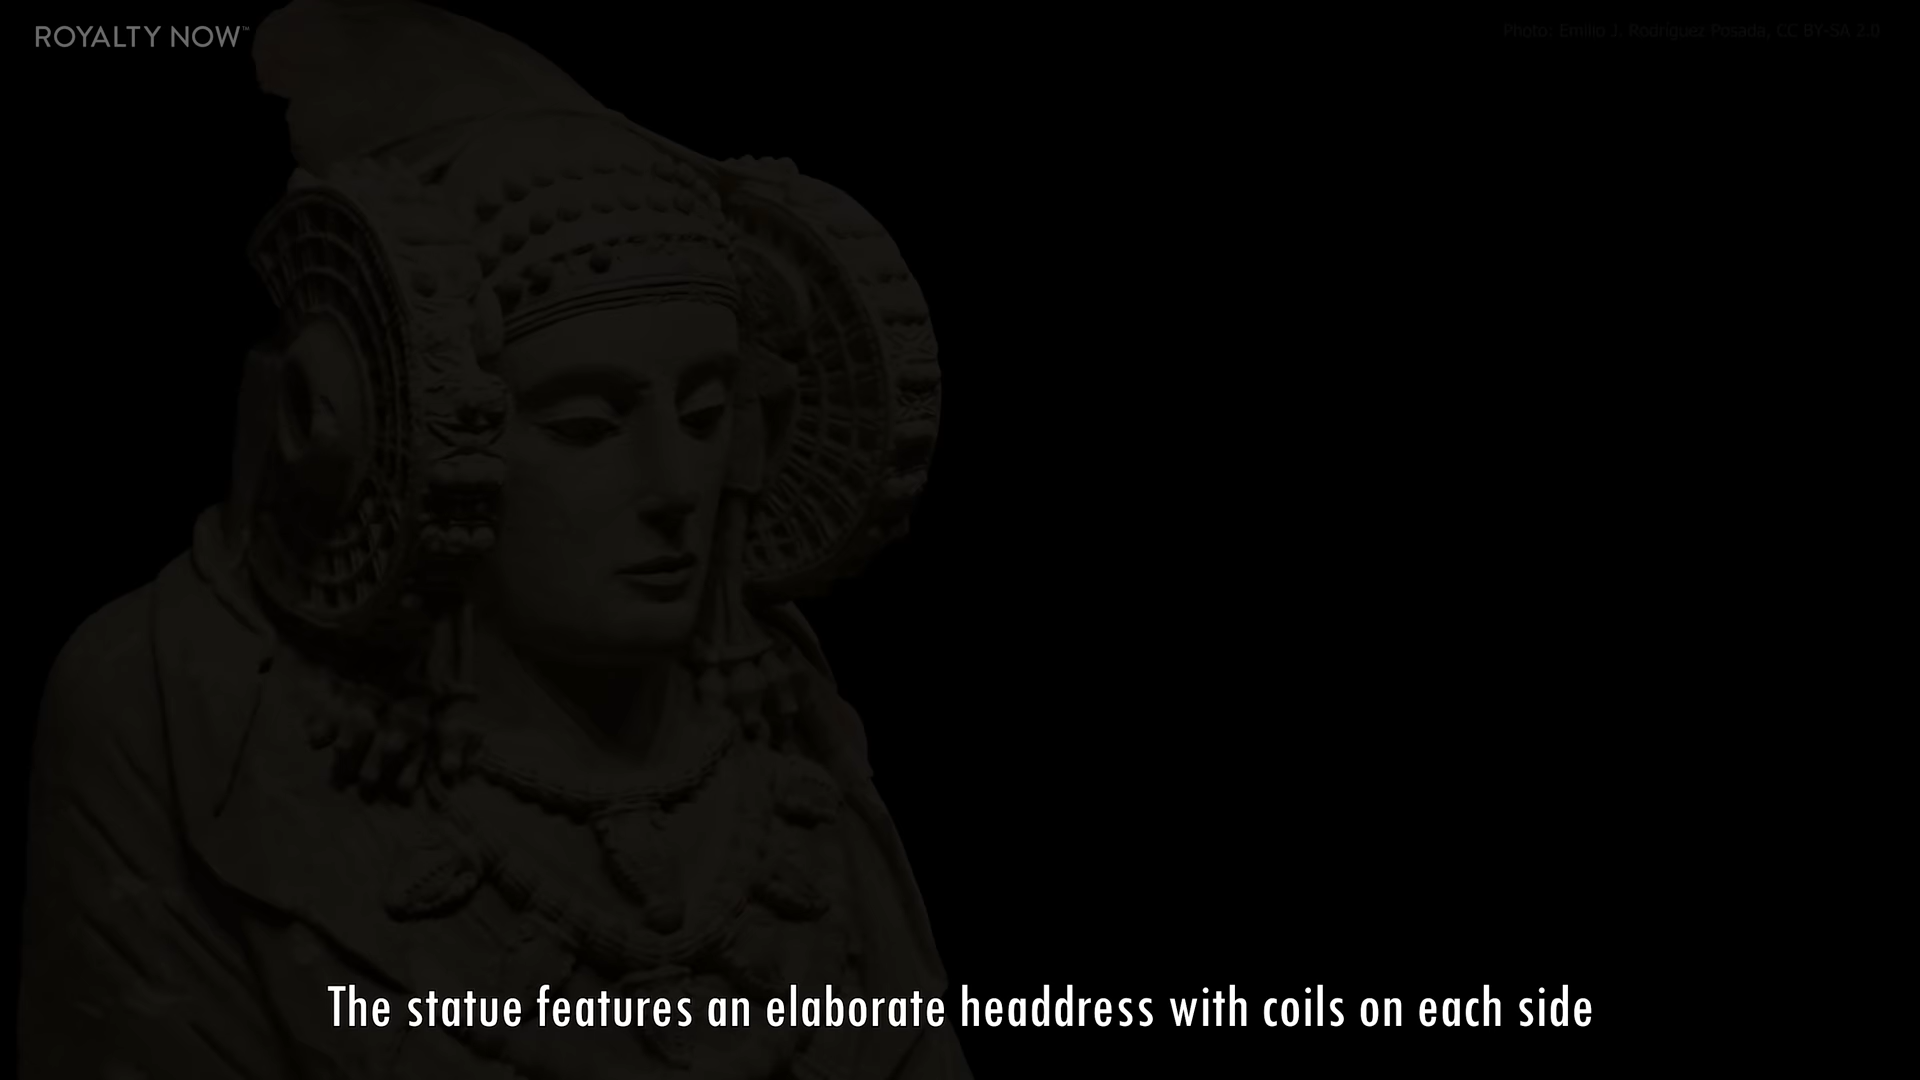 ROYALTY NOW™
Photo: Emilio J. Rodríguez Posada, CC BY-SA 2.0
The statue features an elaborate headdress with coils on each side